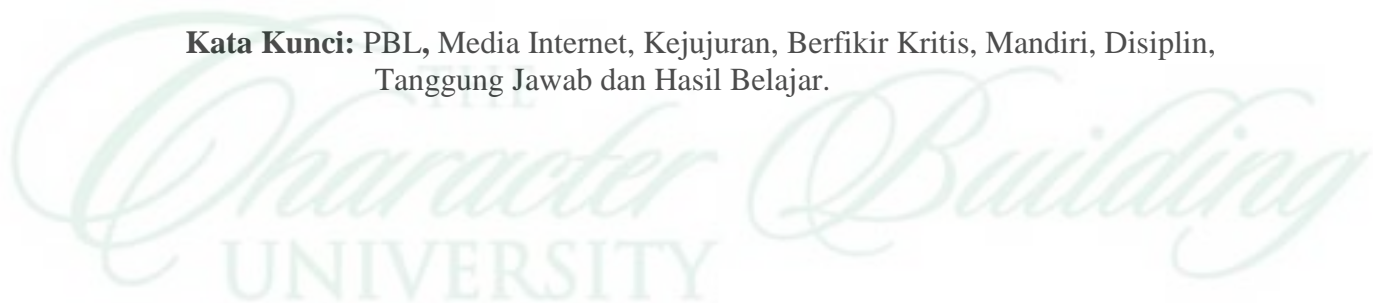 Kata Kunci: PBL, Media Internet, Kejujuran, Berfikir Kritis, Mandiri, Disiplin,
Tanggung Jawab dan Hasil Belajar.
THE
Character Building
UNIVERSITY